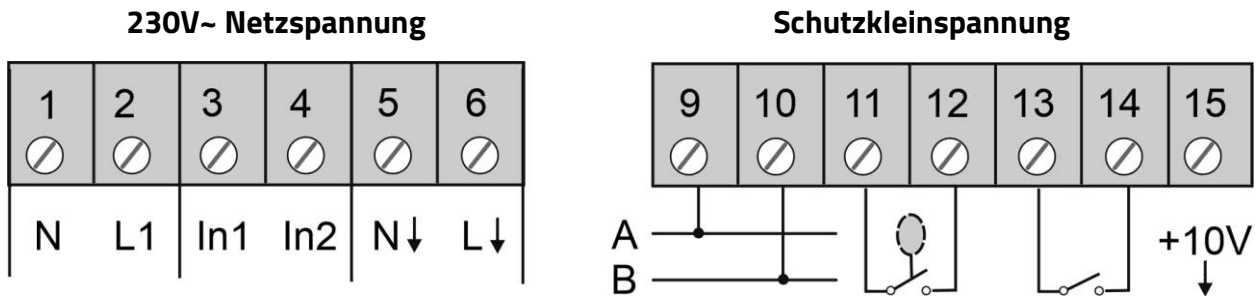 230V~ Netzspannung
1 2 3 4 5 6
N L1 In1 In2 N↓ L↓
Schutzkleinspannung
9 10 11 12 13 14 15
A
B
+10V
↓